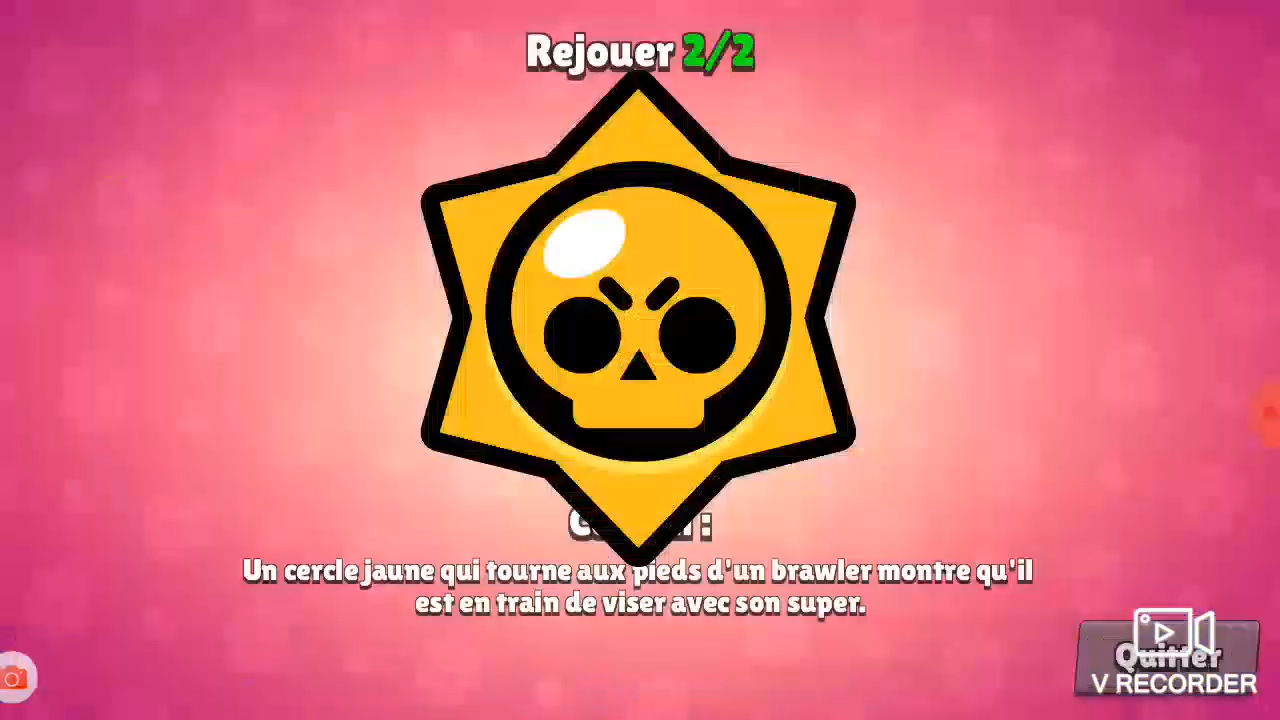 Rejouer 2/2
Un cercle jaune qui tourne aux pieds d'un brawler montre qu'il
est en train de viser avec son super.
Quitter
V RECORDER